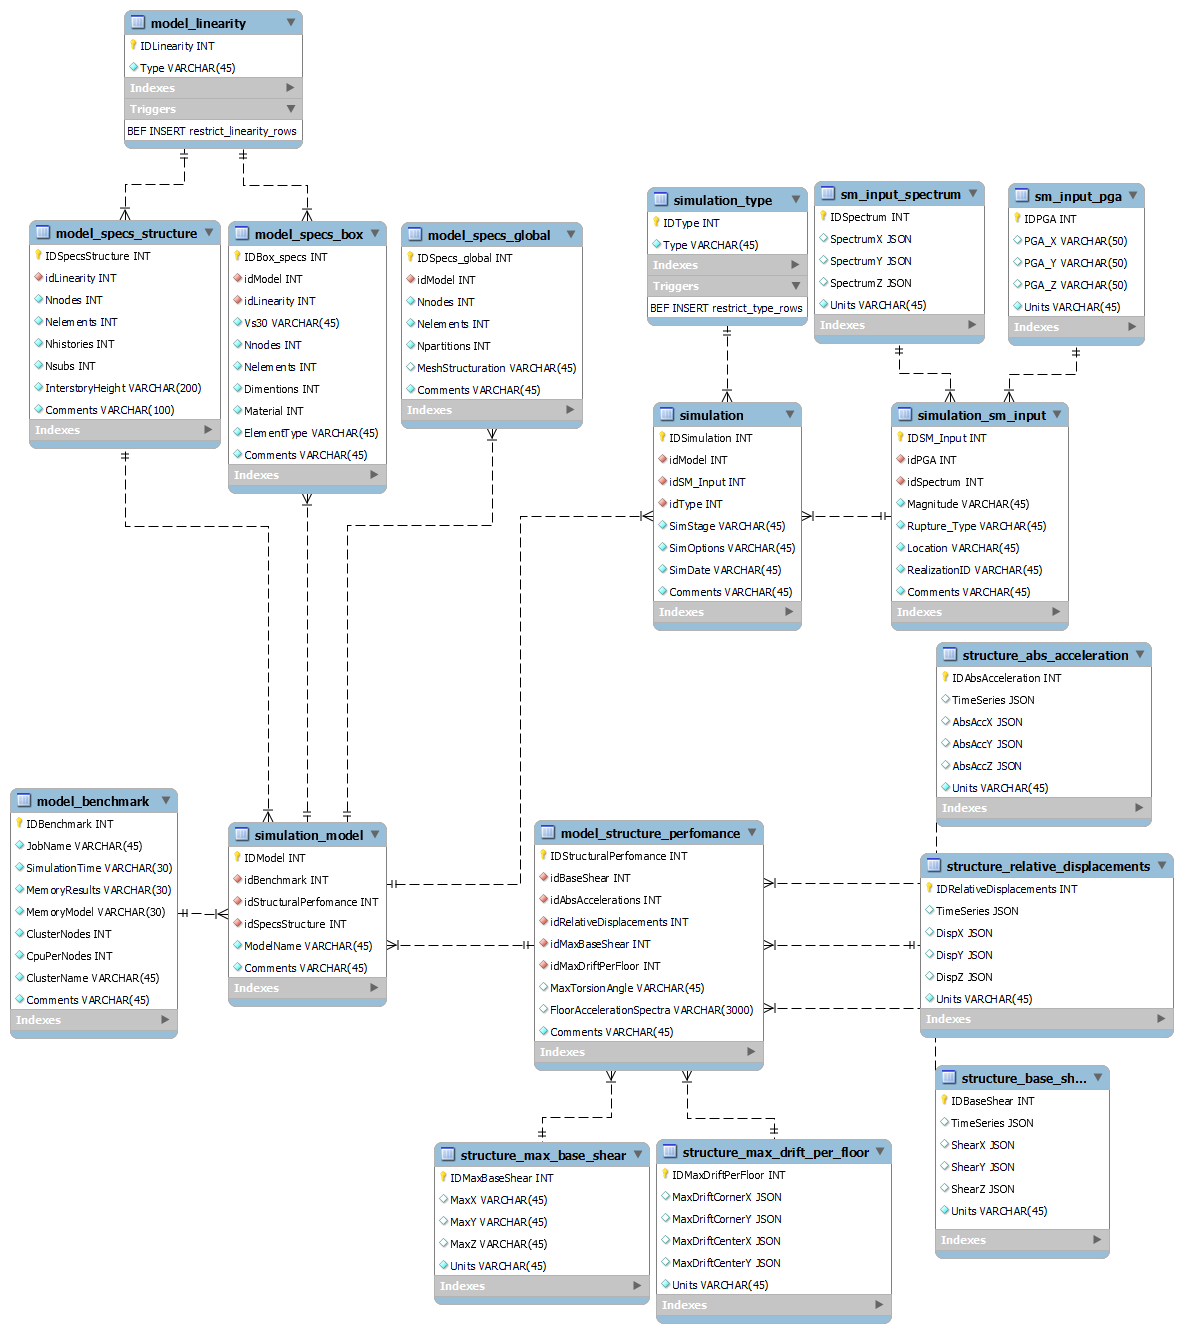 model_linearity
IDLinearity INT
Type VARCHAR(45)
Indexes
Triggers
BEF INSERT restrict_linearity_rows
model_specs_structure
IDSpecsStructure INT
idLinearity INT
Nnodes INT
Nelements INT
Nhistories INT
Nsubs INT
InterstoryHeight VARCHAR(200)
Comments VARCHAR(100)
Indexes
model_specs_box
IDBox_specs INT
idModel INT
idLinearity INT
Vs30 VARCHAR(45)
Nnodes INT
Nelements INT
Dimentions INT
Material INT
ElementType VARCHAR(45)
Comments VARCHAR(45)
Indexes
model_specs_global
IDSpecs_global INT
idModel INT
Nnodes INT
Nelements INT
Npartitions INT
MeshStructuration VARCHAR(45)
Comments VARCHAR(45)
Indexes
simulation_type
IDType INT
Type VARCHAR(45)
Indexes
Triggers
BEF INSERT restrict_type_rows
sm_input_spectrum
IDSpectrum INT
SpectrumX JSON
SpectrumY JSON
SpectrumZ JSON
Units VARCHAR(45)
Indexes
sm_input_pga
IDPGA INT
PGA_X VARCHAR(50)
PGA_Y VARCHAR(50)
PGA_Z VARCHAR(50)
Units VARCHAR(45)
Indexes
simulation
IDSimulation INT
idModel INT
idSM_Input INT
idType INT
SimStage VARCHAR(45)
SimOptions VARCHAR(45)
SimDate VARCHAR(45)
Comments VARCHAR(45)
Indexes
simulation_sm_input
IDSM_Input INT
idPGA INT
idSpectrum INT
Magnitude VARCHAR(45)
Rupture_Type VARCHAR(45)
Location VARCHAR(45)
RealizationID VARCHAR(45)
Comments VARCHAR(45)
Indexes
structure_abs_acceleration
IDAbsAcceleration INT
TimeSeries JSON
AbsAccX JSON
AbsAccY JSON
AbsAccZ JSON
Units VARCHAR(45)
Indexes
model_benchmark
IDBenchmark INT
JobName VARCHAR(45)
SimulationTime VARCHAR(30)
MemoryResults VARCHAR(30)
MemoryModel VARCHAR(30)
ClusterNodes INT
CpuPerNodes INT
ClusterName VARCHAR(45)
Comments VARCHAR(45)
Indexes
simulation_model
IDModel INT
idBenchmark INT
idStructuralPerfomance INT
idSpecsStructure INT
ModelName VARCHAR(45)
Comments VARCHAR(45)
Indexes
model_structure_perfomance
IDStructuralPerfomance INT
idBaseShear INT
idAbsAccelerations INT
idRelativeDisplacements INT
idMaxBaseShear INT
idMaxDriftPerFloor INT
MaxTorsionAngle VARCHAR(45)
FloorAccelerationSpectra VARCHAR(3000)
Comments VARCHAR(45)
Indexes
structure_relative_displacements
IDRelativeDisplacements INT
TimeSeries JSON
DispX JSON
DispY JSON
DispZ JSON
Units VARCHAR(45)
Indexes
structure_base_sh...
IDBaseShear INT
TimeSeries JSON
ShearX JSON
ShearY JSON
ShearZ JSON
Units VARCHAR(45)
Indexes
structure_max_base_shear
IDMaxBaseShear INT
MaxX VARCHAR(45)
MaxY VARCHAR(45)
MaxZ VARCHAR(45)
Units VARCHAR(45)
Indexes
structure_max_drift_per_floor
IDMaxDriftPerFloor INT
MaxDriftCornerX JSON
MaxDriftCornerY JSON
MaxDriftCenterX JSON
MaxDriftCenterY JSON
Units VARCHAR(45)
Indexes